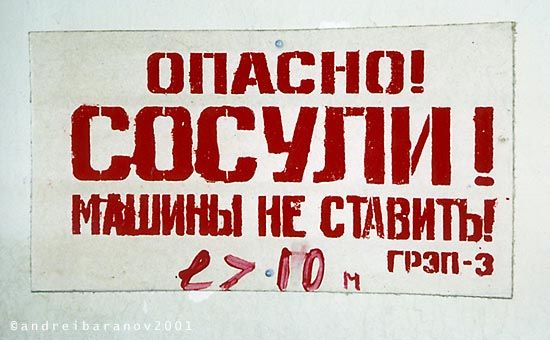 ОПАСНО!
СОСУЛИ!
МАШИНЫ НЕ СТАВИТЬ!
ГРЭП-3
l > 10 м
©andreibaranov2001